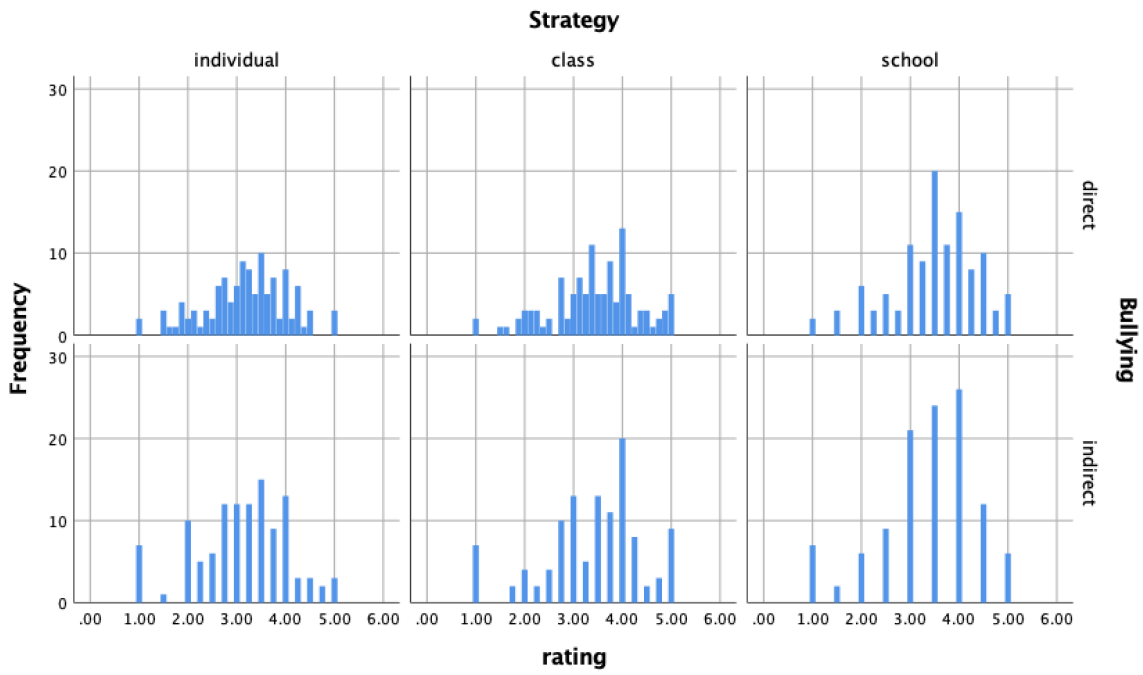 Strategy
individual class school
30
20
10
0
direct
30
20
10
0
indirect
Frequency
Bullying
.00 1.00 2.00 3.00 4.00 5.00 6.00 .00 1.00 2.00 3.00 4.00 5.00 6.00 .00 1.00 2.00 3.00 4.00 5.00 6.00
rating